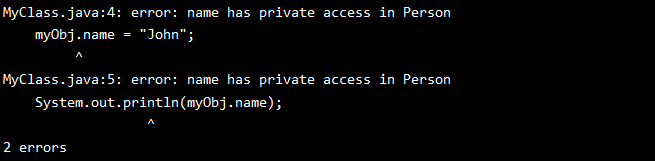 MyClass.java:4: error: name has private access in Person
    myObj.name = "John";
         ^
MyClass.java:5: error: name has private access in Person
    System.out.println(myObj.name);
                  ^
2 errors